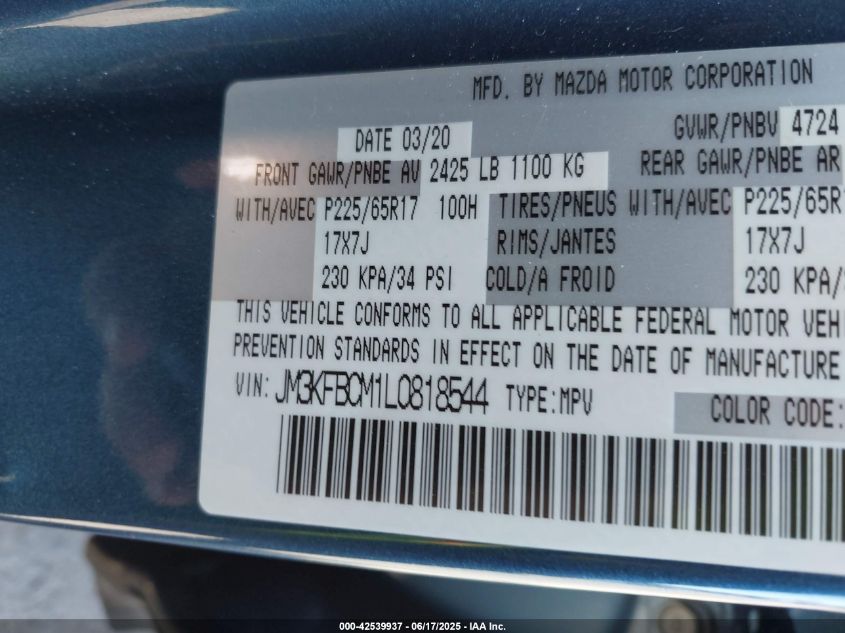 MFD. BY MAZDA MOTOR CORPORATION
DATE 03/20 GVWR/PNBV 4724
FRONT GAWR/PNBE AV 2425 LB 1100 KG REAR GAWR/PNBE AR
WITH/AVEC P225/65R17 100H TIRES/PNEUS WITH/AVEC P225/65R1
17X7J RIMS/JANTES 17X7J
230 KPA/34 PSI COLD/A FROID 230 KPA/
THIS VEHICLE CONFORMS TO ALL APPLICABLE FEDERAL MOTOR VEHI
PREVENTION STANDARDS IN EFFECT ON THE DATE OF MANUFACTURE
VIN: JM3KFBCM1L0818544 TYPE:MPV COLOR CODE:
000-42539937 - 06/17/2025 - IAA Inc.